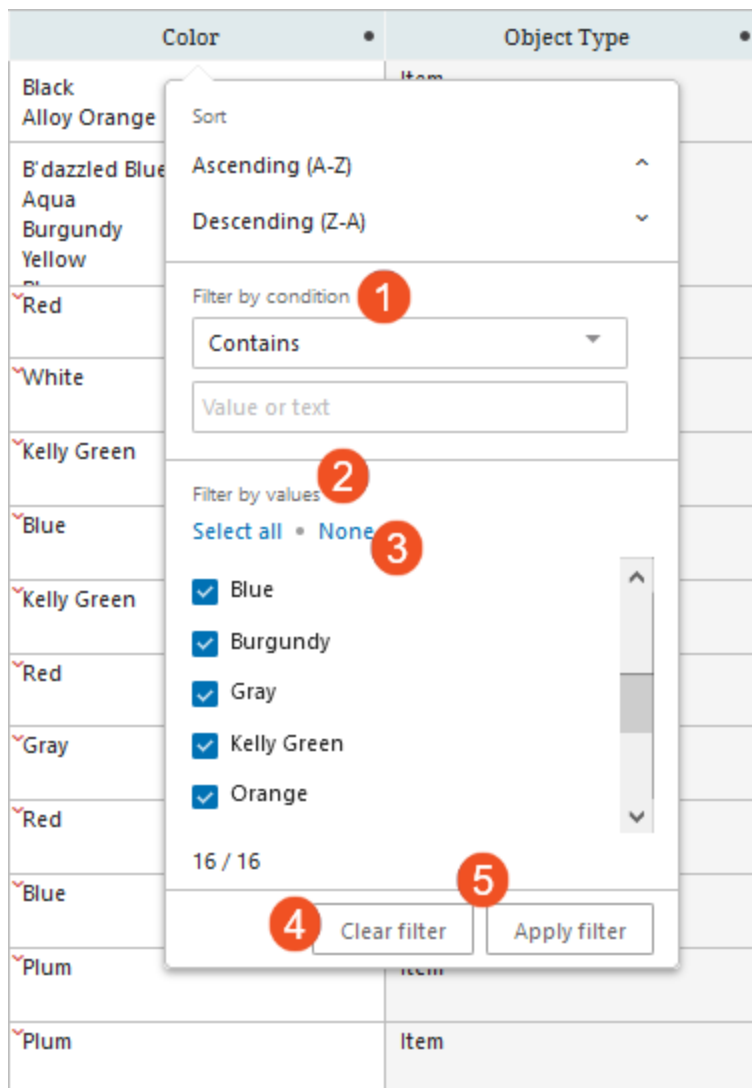 Color • Object Type •
Black
Alloy Orange
Item
B'dazzled Blue
Aqua
Burgundy
Yellow
Red
White
Kelly Green
Blue
Kelly Green
Red
Gray
Red
Blue
Plum
Item
Plum
Item
Sort
Ascending (A-Z)
Descending (Z-A)
Filter by condition 1
Contains
Value or text
2
Filter by values
Select all • None
3
Blue
Burgundy
Gray
Kelly Green
Orange
16 / 16
5
4 Clear filter Apply filter